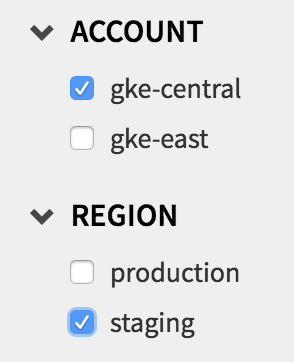 ACCOUNT
gke-central
gke-east
REGION
production
staging